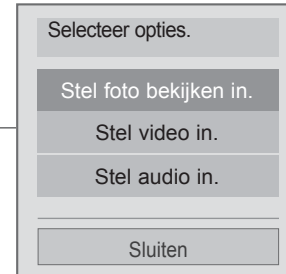 Selecteer opties.
Stel foto bekijken in.
Stel video in.
Stel audio in.
Sluiten